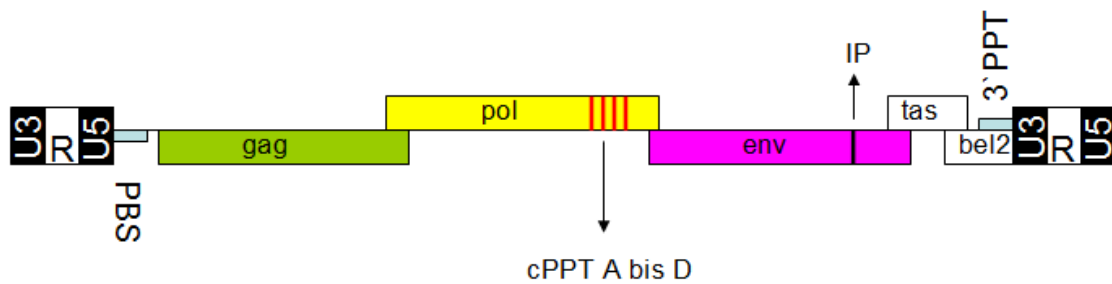 IP
3`PPT
pol
tas
U3
R
U5
gag
env
bel2
U3
R
U5
PBS
cPPT A bis D